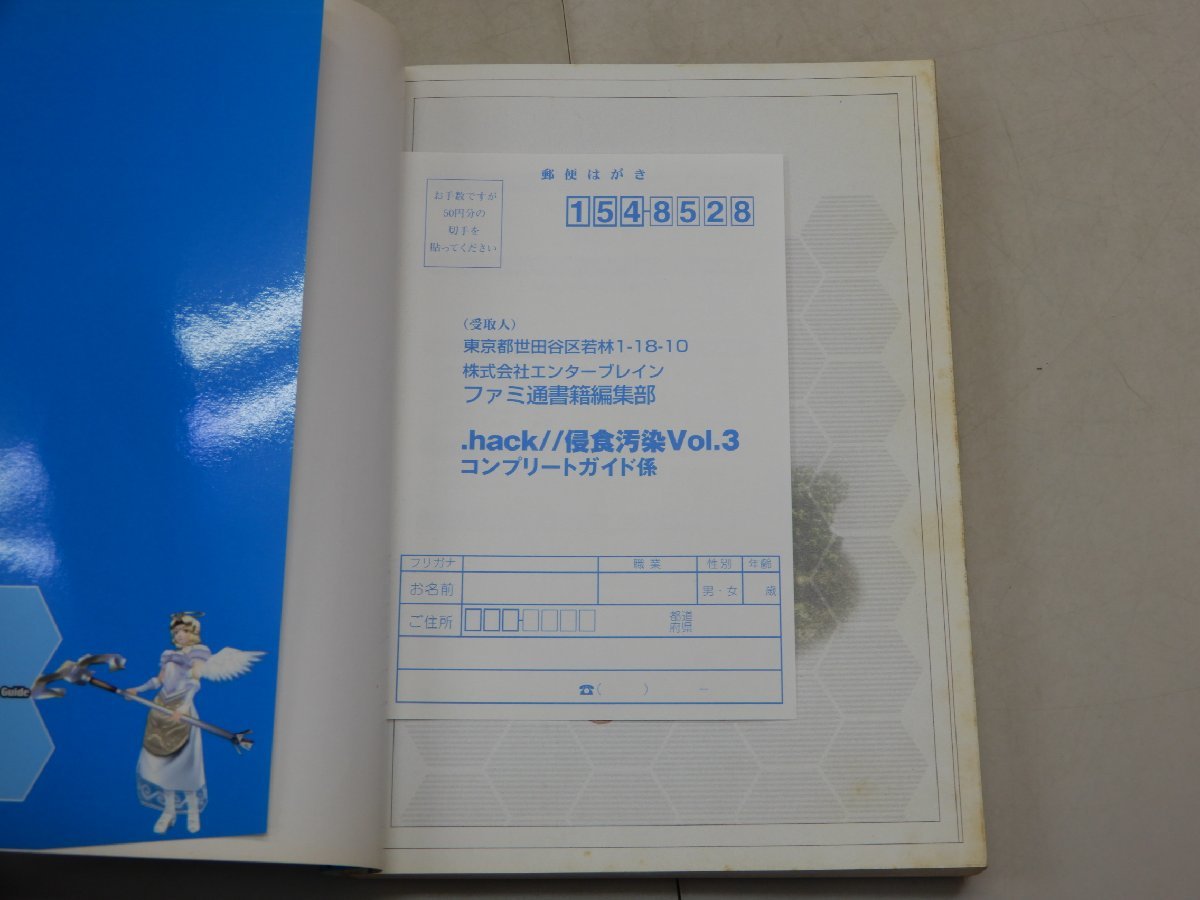 郵便はがき
お手数ですが
50円分の
切手を
貼ってください
154-8528
(受取人)
東京都世田谷区若林1-18-10
株式会社エンターブレイン
ファミ通書籍編集部
.hack//侵食汚染Vol.3
コンプリートガイド係
フリガナ 職業 性別 年齢
お名前 男・女 歳
ご住所 都道府県
☎( ) −
Guide